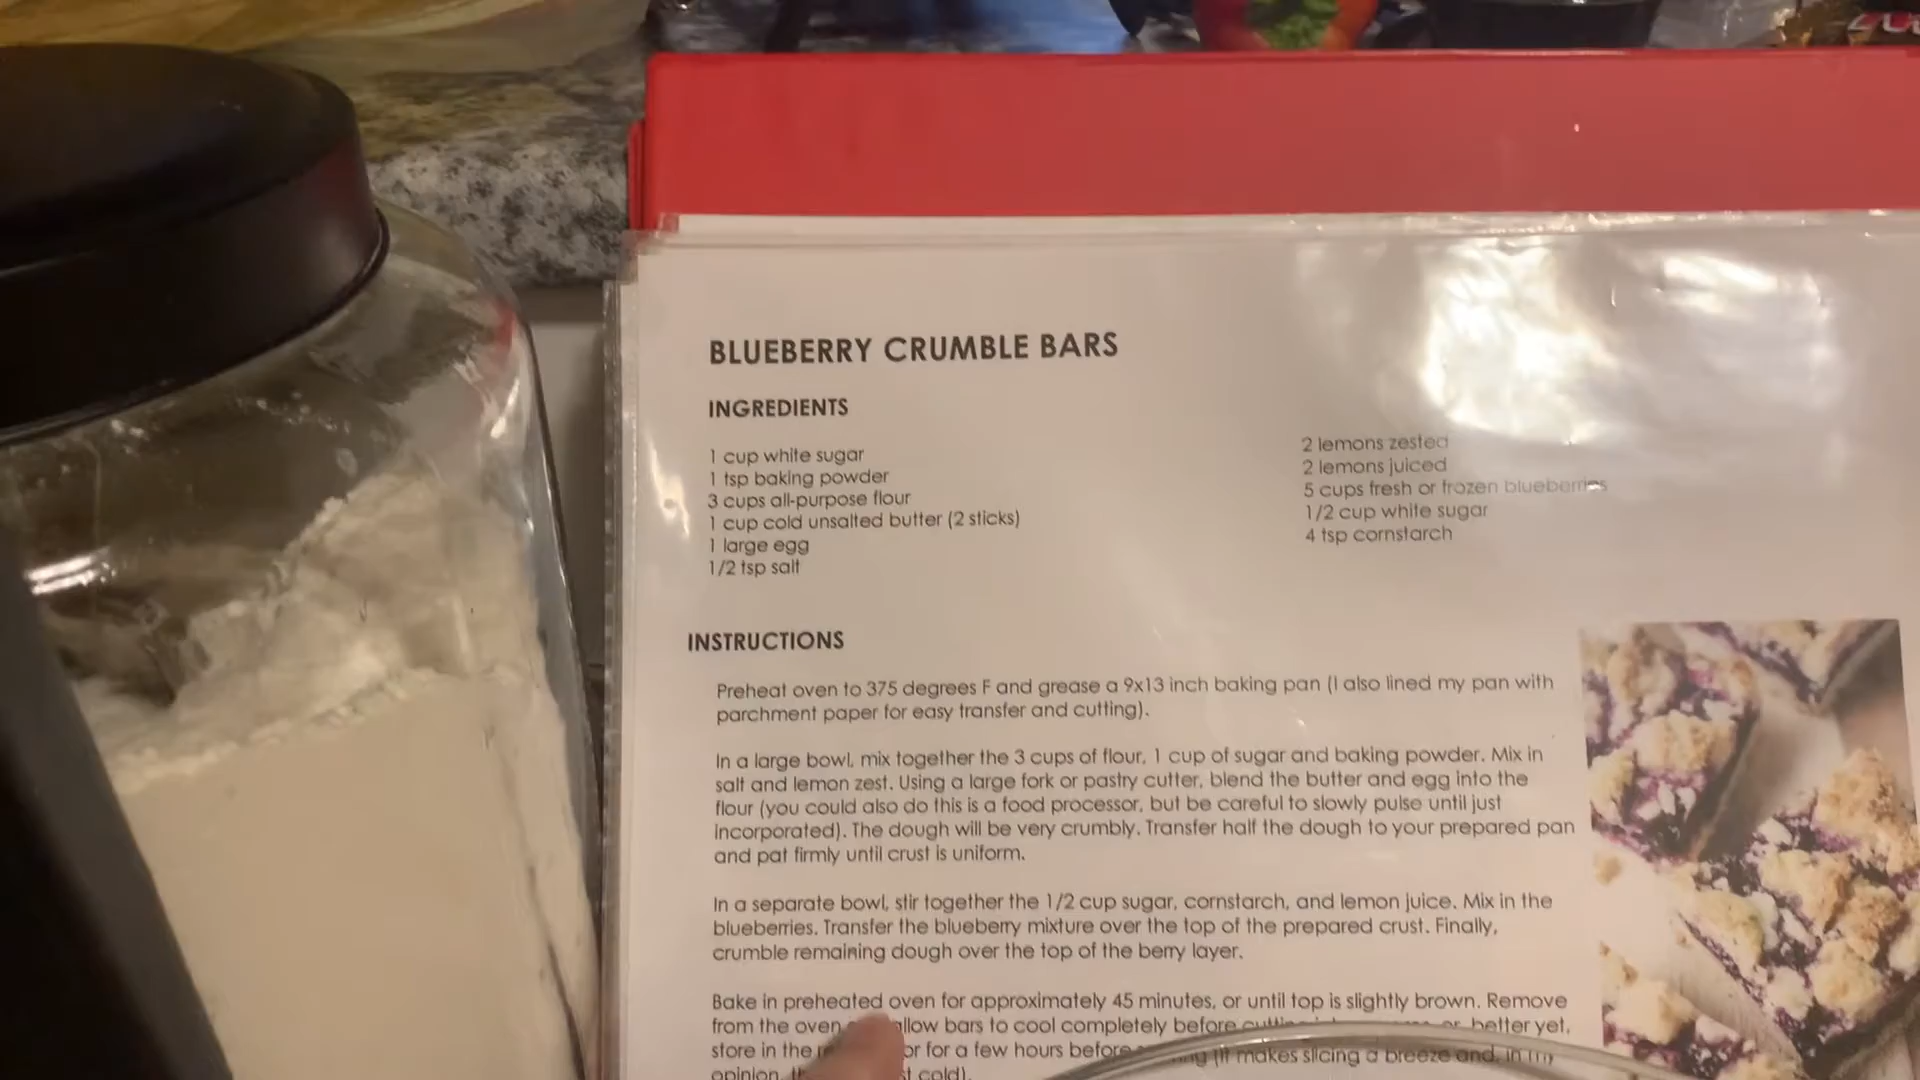 BLUEBERRY CRUMBLE BARS
INGREDIENTS
1 cup white sugar
1 tsp baking powder
3 cups all-purpose flour
1 cup cold unsalted butter (2 sticks)
1 large egg
1/2 tsp salt
2 lemons zested
2 lemons juiced
5 cups fresh or frozen blueberries
1/2 cup white sugar
4 tsp cornstarch
INSTRUCTIONS
Preheat oven to 375 degrees F and grease a 9x13 inch baking pan (I also lined my pan with
parchment paper for easy transfer and cutting).
In a large bowl, mix together the 3 cups of flour, 1 cup of sugar and baking powder. Mix in
salt and lemon zest. Using a large fork or pastry cutter, blend the butter and egg into the
flour (you could also do this is a food processor, but be careful to slowly pulse until just
incorporated). The dough will be very crumbly. Transfer half the dough to your prepared pan
and pat firmly until crust is uniform.
In a separate bowl, stir together the 1/2 cup sugar, cornstarch, and lemon juice. Mix in the
blueberries. Transfer the blueberry mixture over the top of the prepared crust. Finally,
crumble remaining dough over the top of the berry layer.
Bake in preheated oven for approximately 45 minutes, or until top is slightly brown. Remove
from the oven allow bars to cool completely before cutting or, better yet,
store in the or for a few hours before (it makes slicing a breeze and, in my
opinion, st cold).